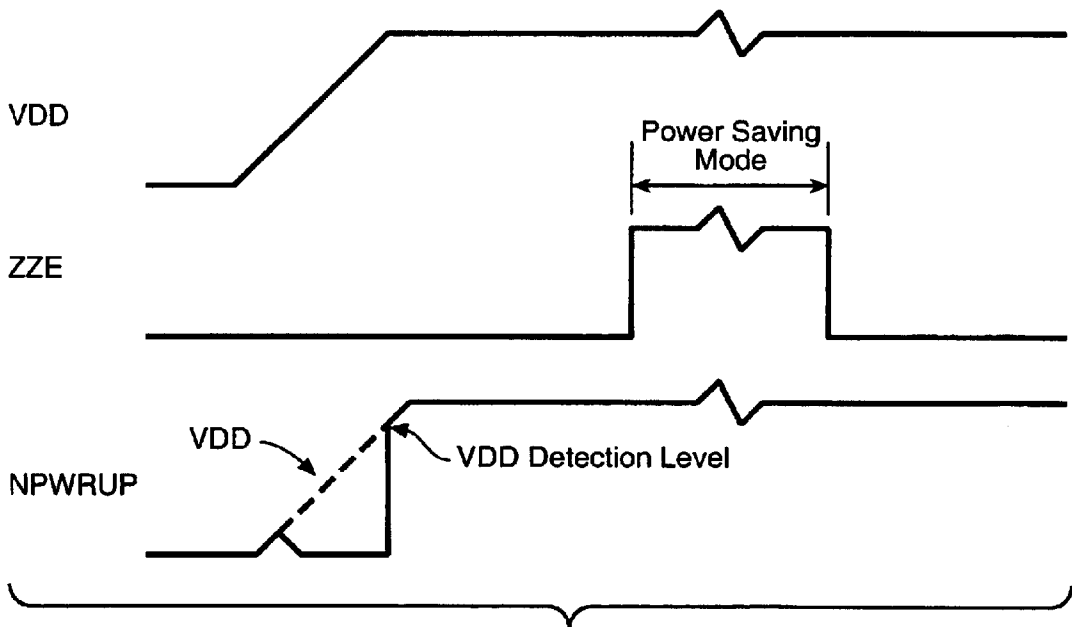 VDD
Power Saving
Mode
ZZE
VDD
VDD Detection Level
NPWRUP